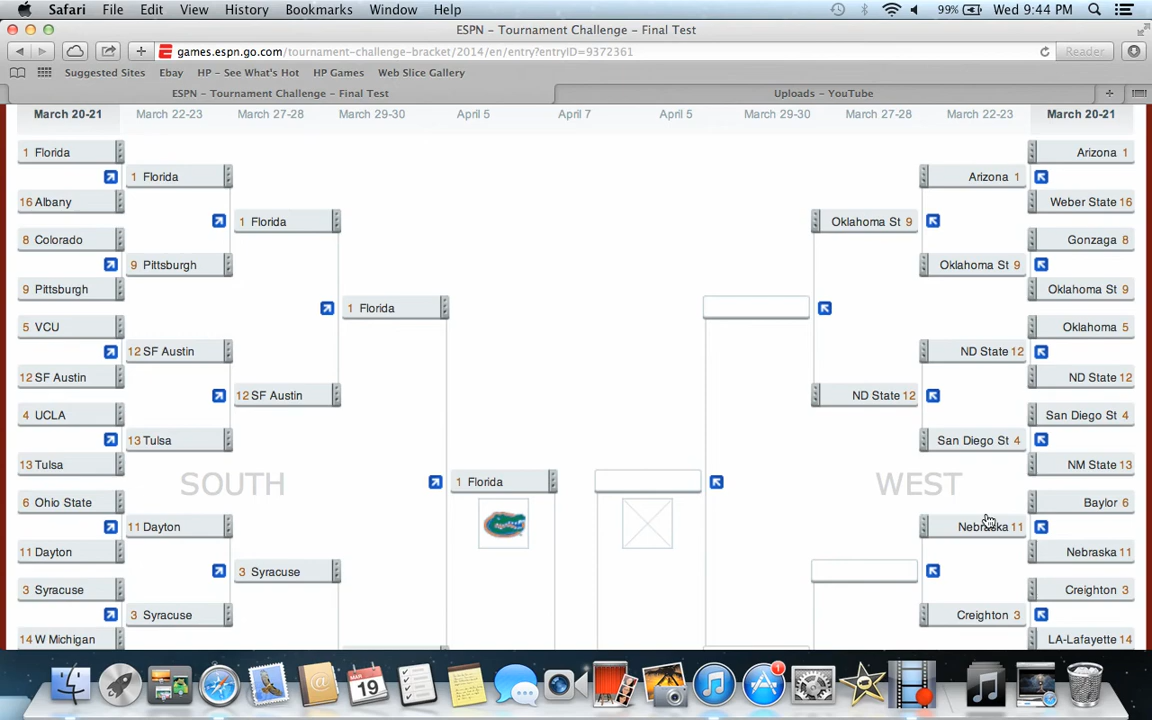 Safari File Edit View History Bookmarks Window Help 99% Wed 9:44 PM
ESPN - Tournament Challenge - Final Test
games.espn.go.com/tournament-challenge-bracket/2014/en/entry?entryID=9372361 Reader
Suggested Sites Ebay HP - See What's Hot HP Games Web Slice Gallery
ESPN - Tournament Challenge - Final Test Uploads - YouTube
March 20-21 March 22-23 March 27-28 March 29-30 April 5 April 7 April 5 March 29-30 March 27-28 March 22-23 March 20-21
1 Florida Arizona 1
1 Florida Arizona 1
16 Albany Weber State 16
1 Florida Oklahoma St 9
8 Colorado Gonzaga 8
9 Pittsburgh Oklahoma St 9
9 Pittsburgh Oklahoma St 9
1 Florida
5 VCU Oklahoma 5
12 SF Austin ND State 12
12 SF Austin ND State 12
12 SF Austin ND State 12
4 UCLA San Diego St 4
13 Tulsa San Diego St 4
13 Tulsa NM State 13
SOUTH 1 Florida WEST
6 Ohio State Baylor 6
11 Dayton Nebraska 11
11 Dayton Nebraska 11
3 Syracuse
3 Syracuse Creighton 3
3 Syracuse Creighton 3
14 W Michigan LA-Lafayette 14
MAR
19
1